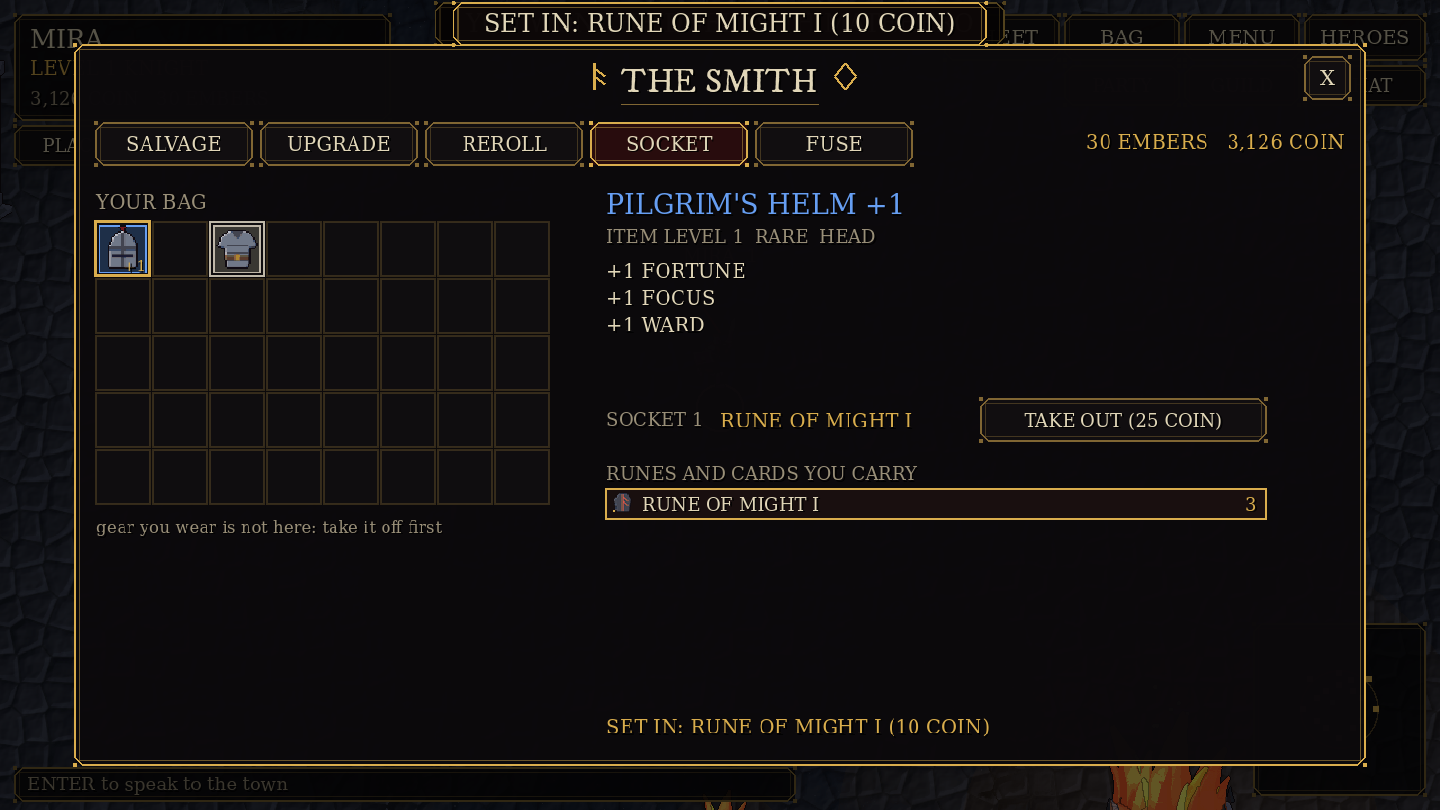 SET IN: RUNE OF MIGHT I (10 COIN)
MIRA
LEV
3,126
BAG
MENU
HEROES
THE SMITH
X
SALVAGE
UPGRADE
REROLL
SOCKET
FUSE
30 EMBERS 3,126 COIN
YOUR BAG
+1
gear you wear is not here: take it off first
PILGRIM'S HELM +1
ITEM LEVEL 1 RARE HEAD
+1 FORTUNE
+1 FOCUS
+1 WARD
SOCKET 1 RUNE OF MIGHT I
TAKE OUT (25 COIN)
RUNES AND CARDS YOU CARRY
RUNE OF MIGHT I 3
SET IN: RUNE OF MIGHT I (10 COIN)
ENTER to speak to the town